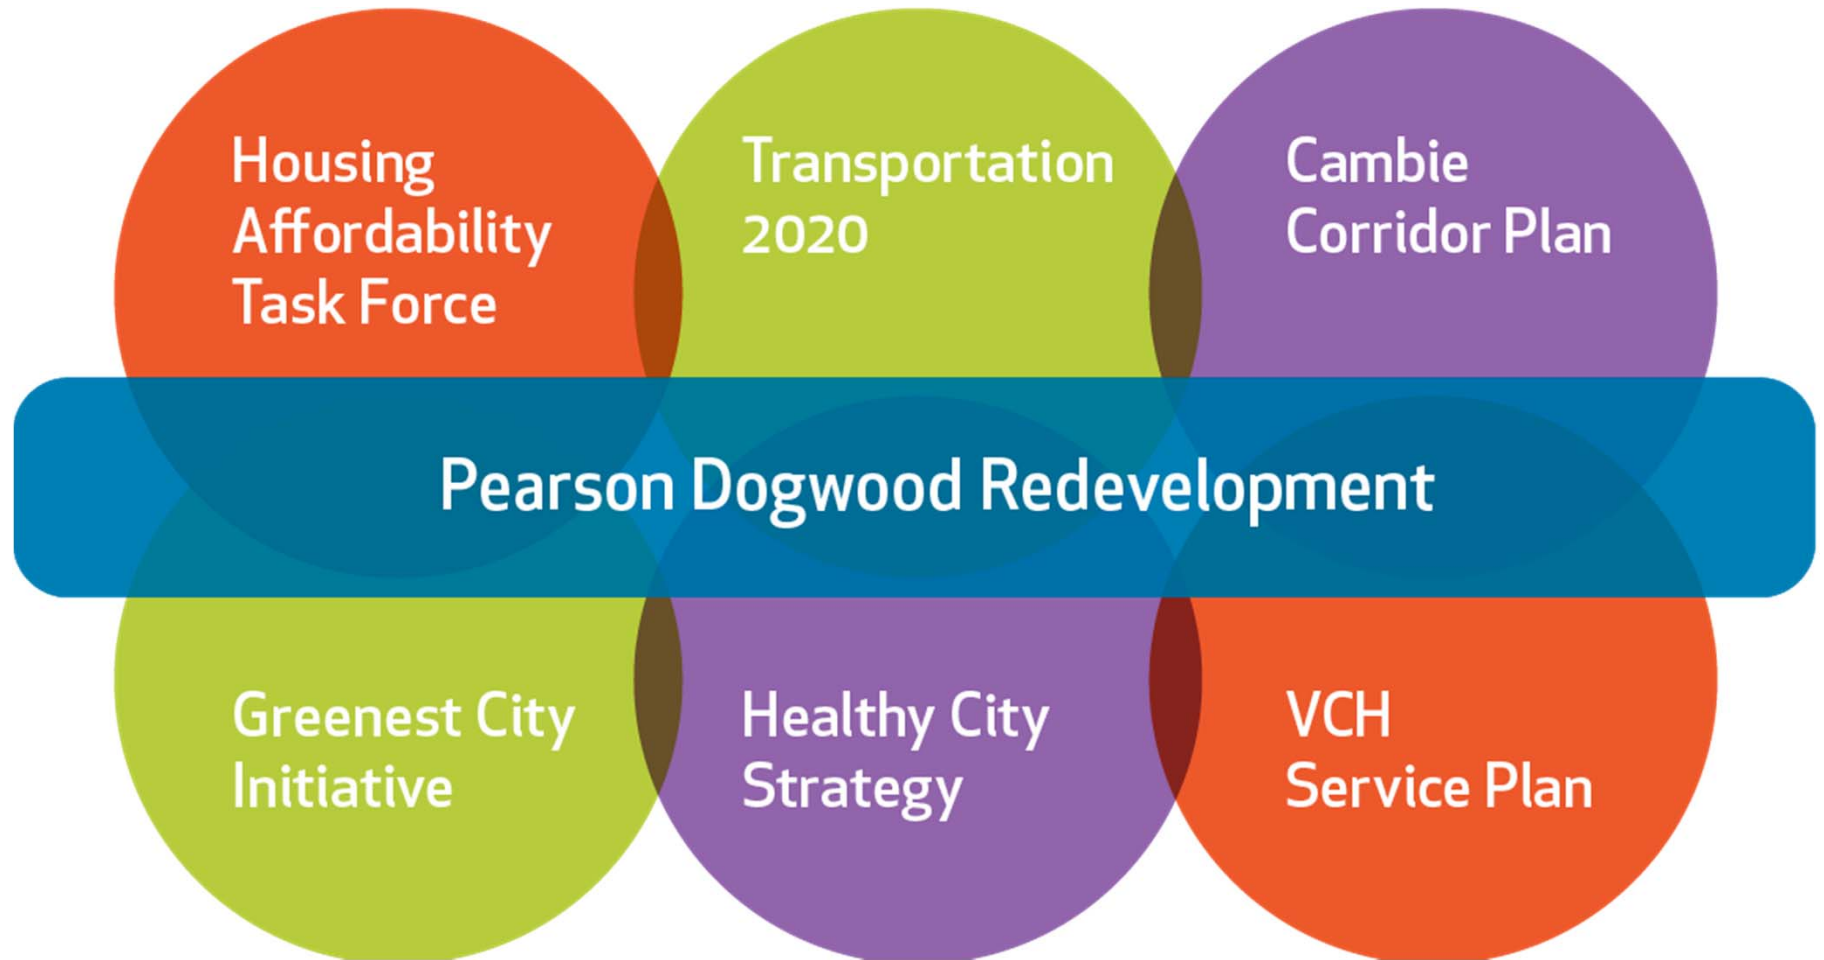 Housing
Affordability
Task Force
Transportation
2020
Cambie
Corridor Plan
Pearson Dogwood Redevelopment
Greenest City
Initiative
Healthy City
Strategy
VCH
Service Plan